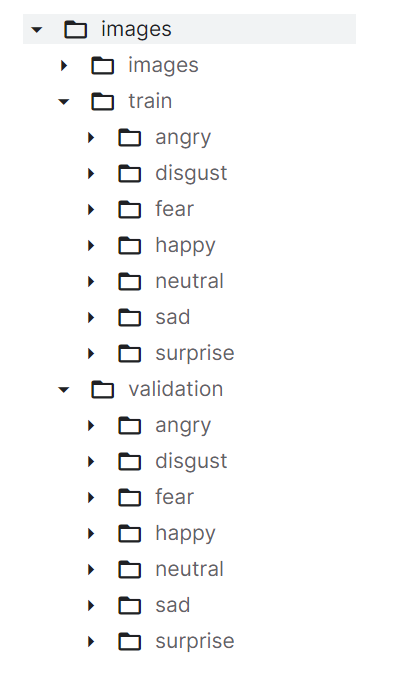 images
images
train
angry
disgust
fear
happy
neutral
sad
surprise
validation
angry
disgust
fear
happy
neutral
sad
surprise